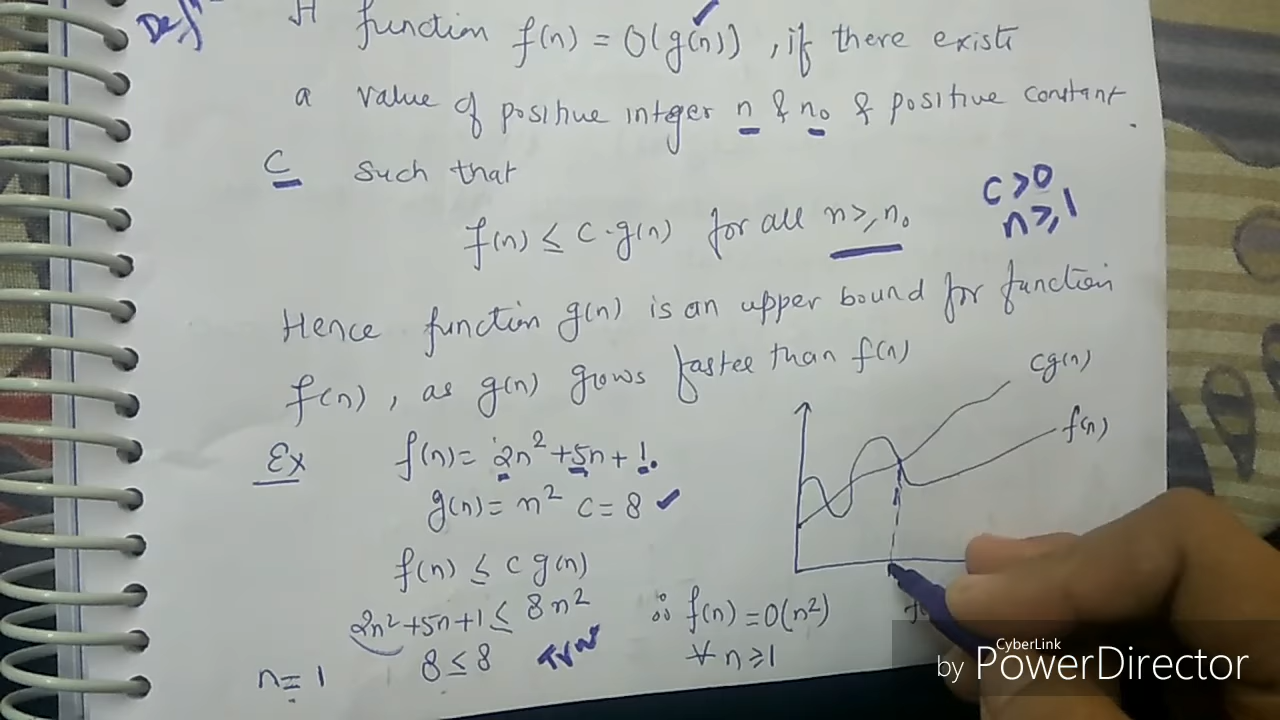 Def^n A function f(n) = O(g(n)), if there exists
a value of positive integer n & n₀ & positive constant
C such that
f(n) ≤ C·g(n) for all n ≥ n₀
C > 0
n ≥ 1
Hence function g(n) is an upper bound for function
f(n), as g(n) grows faster than f(n)
Ex f(n) = 2n² + 5n + 1.
g(n) = n² C = 8 ✓
f(n) ≤ C g(n)
2n² + 5n + 1 ≤ 8n²
n = 1 8 ≤ 8 True
cg(n)
f(n)
∴ f(n) = O(n²)
∀ n ≥ 1
CyberLink
by PowerDirector